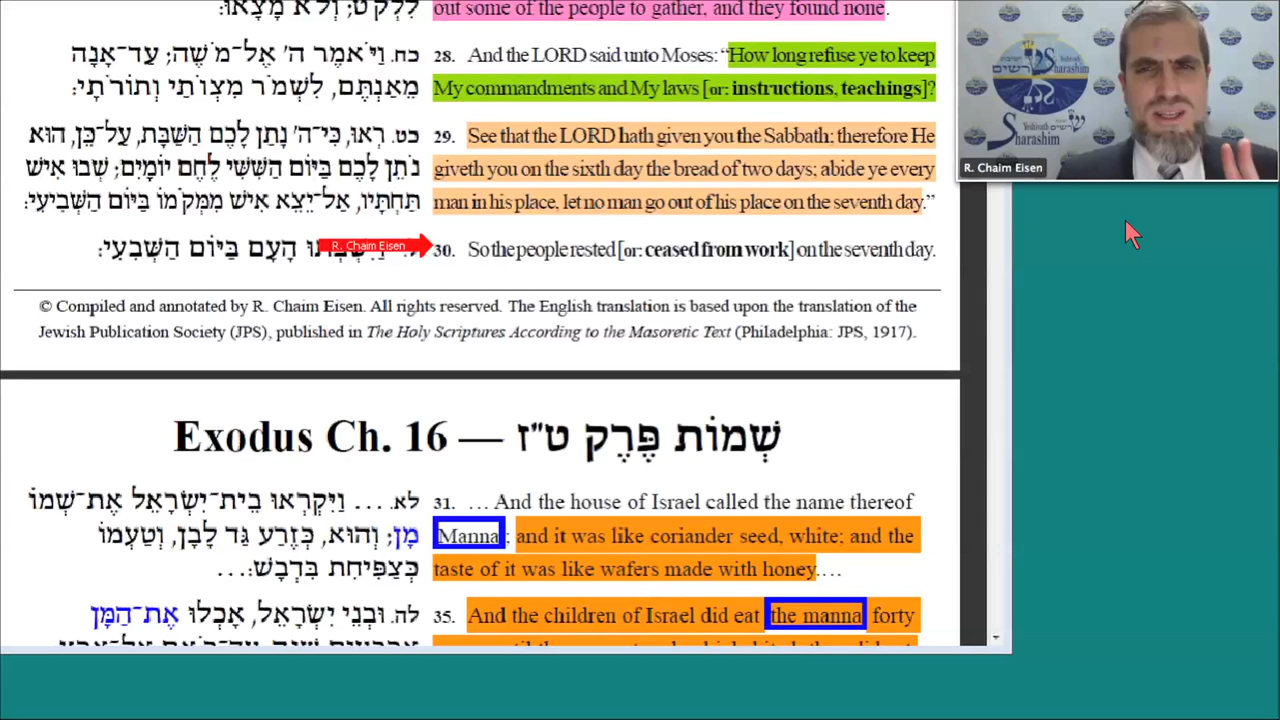 לִלְקֹט; וְלֹא מָצָאוּ:
out some of the people to gather, and they found none.
כח. וַיֹּאמֶר ה' אֶל־מֹשֶׁה; עַד־אָנָה
מֵאַנְתֶּם, לִשְׁמֹר מִצְוֹתַי וְתוֹרֹתָי:
28. And the LORD said unto Moses: “How long refuse ye to keep
My commandments and My laws [or: instructions, teachings]?
כט. רְאוּ, כִּי־ה' נָתַן לָכֶם הַשַּׁבָּת, עַל־כֵּן, הוּא
נֹתֵן לָכֶם בַּיּוֹם הַשִּׁשִּׁי לֶחֶם יוֹמָיִם; שְׁבוּ אִישׁ
תַּחְתָּיו, אַל־יֵצֵא אִישׁ מִמְּקֹמוֹ בַּיּוֹם הַשְּׁבִיעִי:
29. See that the LORD hath given you the Sabbath; therefore He
giveth you on the sixth day the bread of two days; abide ye every
man in his place, let no man go out of his place on the seventh day.”
הָעָם בַּיּוֹם הַשְּׁבִעִי:
R. Chaim Eisen
30. So the people rested [or: ceased from work] on the seventh day.
© Compiled and annotated by R. Chaim Eisen. All rights reserved. The English translation is based upon the translation of the
Jewish Publication Society (JPS), published in The Holy Scriptures According to the Masoretic Text (Philadelphia: JPS, 1917).
Exodus Ch. 16 — שְׁמוֹת פֶּרֶק ט"ז
לא. ... וַיִּקְרְאוּ בֵית־יִשְׂרָאֵל אֶת־שְׁמוֹ
מָן; וְהוּא, כְּזֶרַע גַּד לָבָן, וְטַעְמוֹ
כְּצַפִּיחִת בִּדְבָשׁ:...
31. ... And the house of Israel called the name thereof
Manna; and it was like coriander seed, white; and the
taste of it was like wafers made with honey....
לה. וּבְנֵי יִשְׂרָאֵל, אָכְלוּ אֶת־הַמָּן
35. And the children of Israel did eat the manna forty
Yeshivath
Sharashim
שרשים
Yeshivath
Sharashim
R. Chaim Eisen